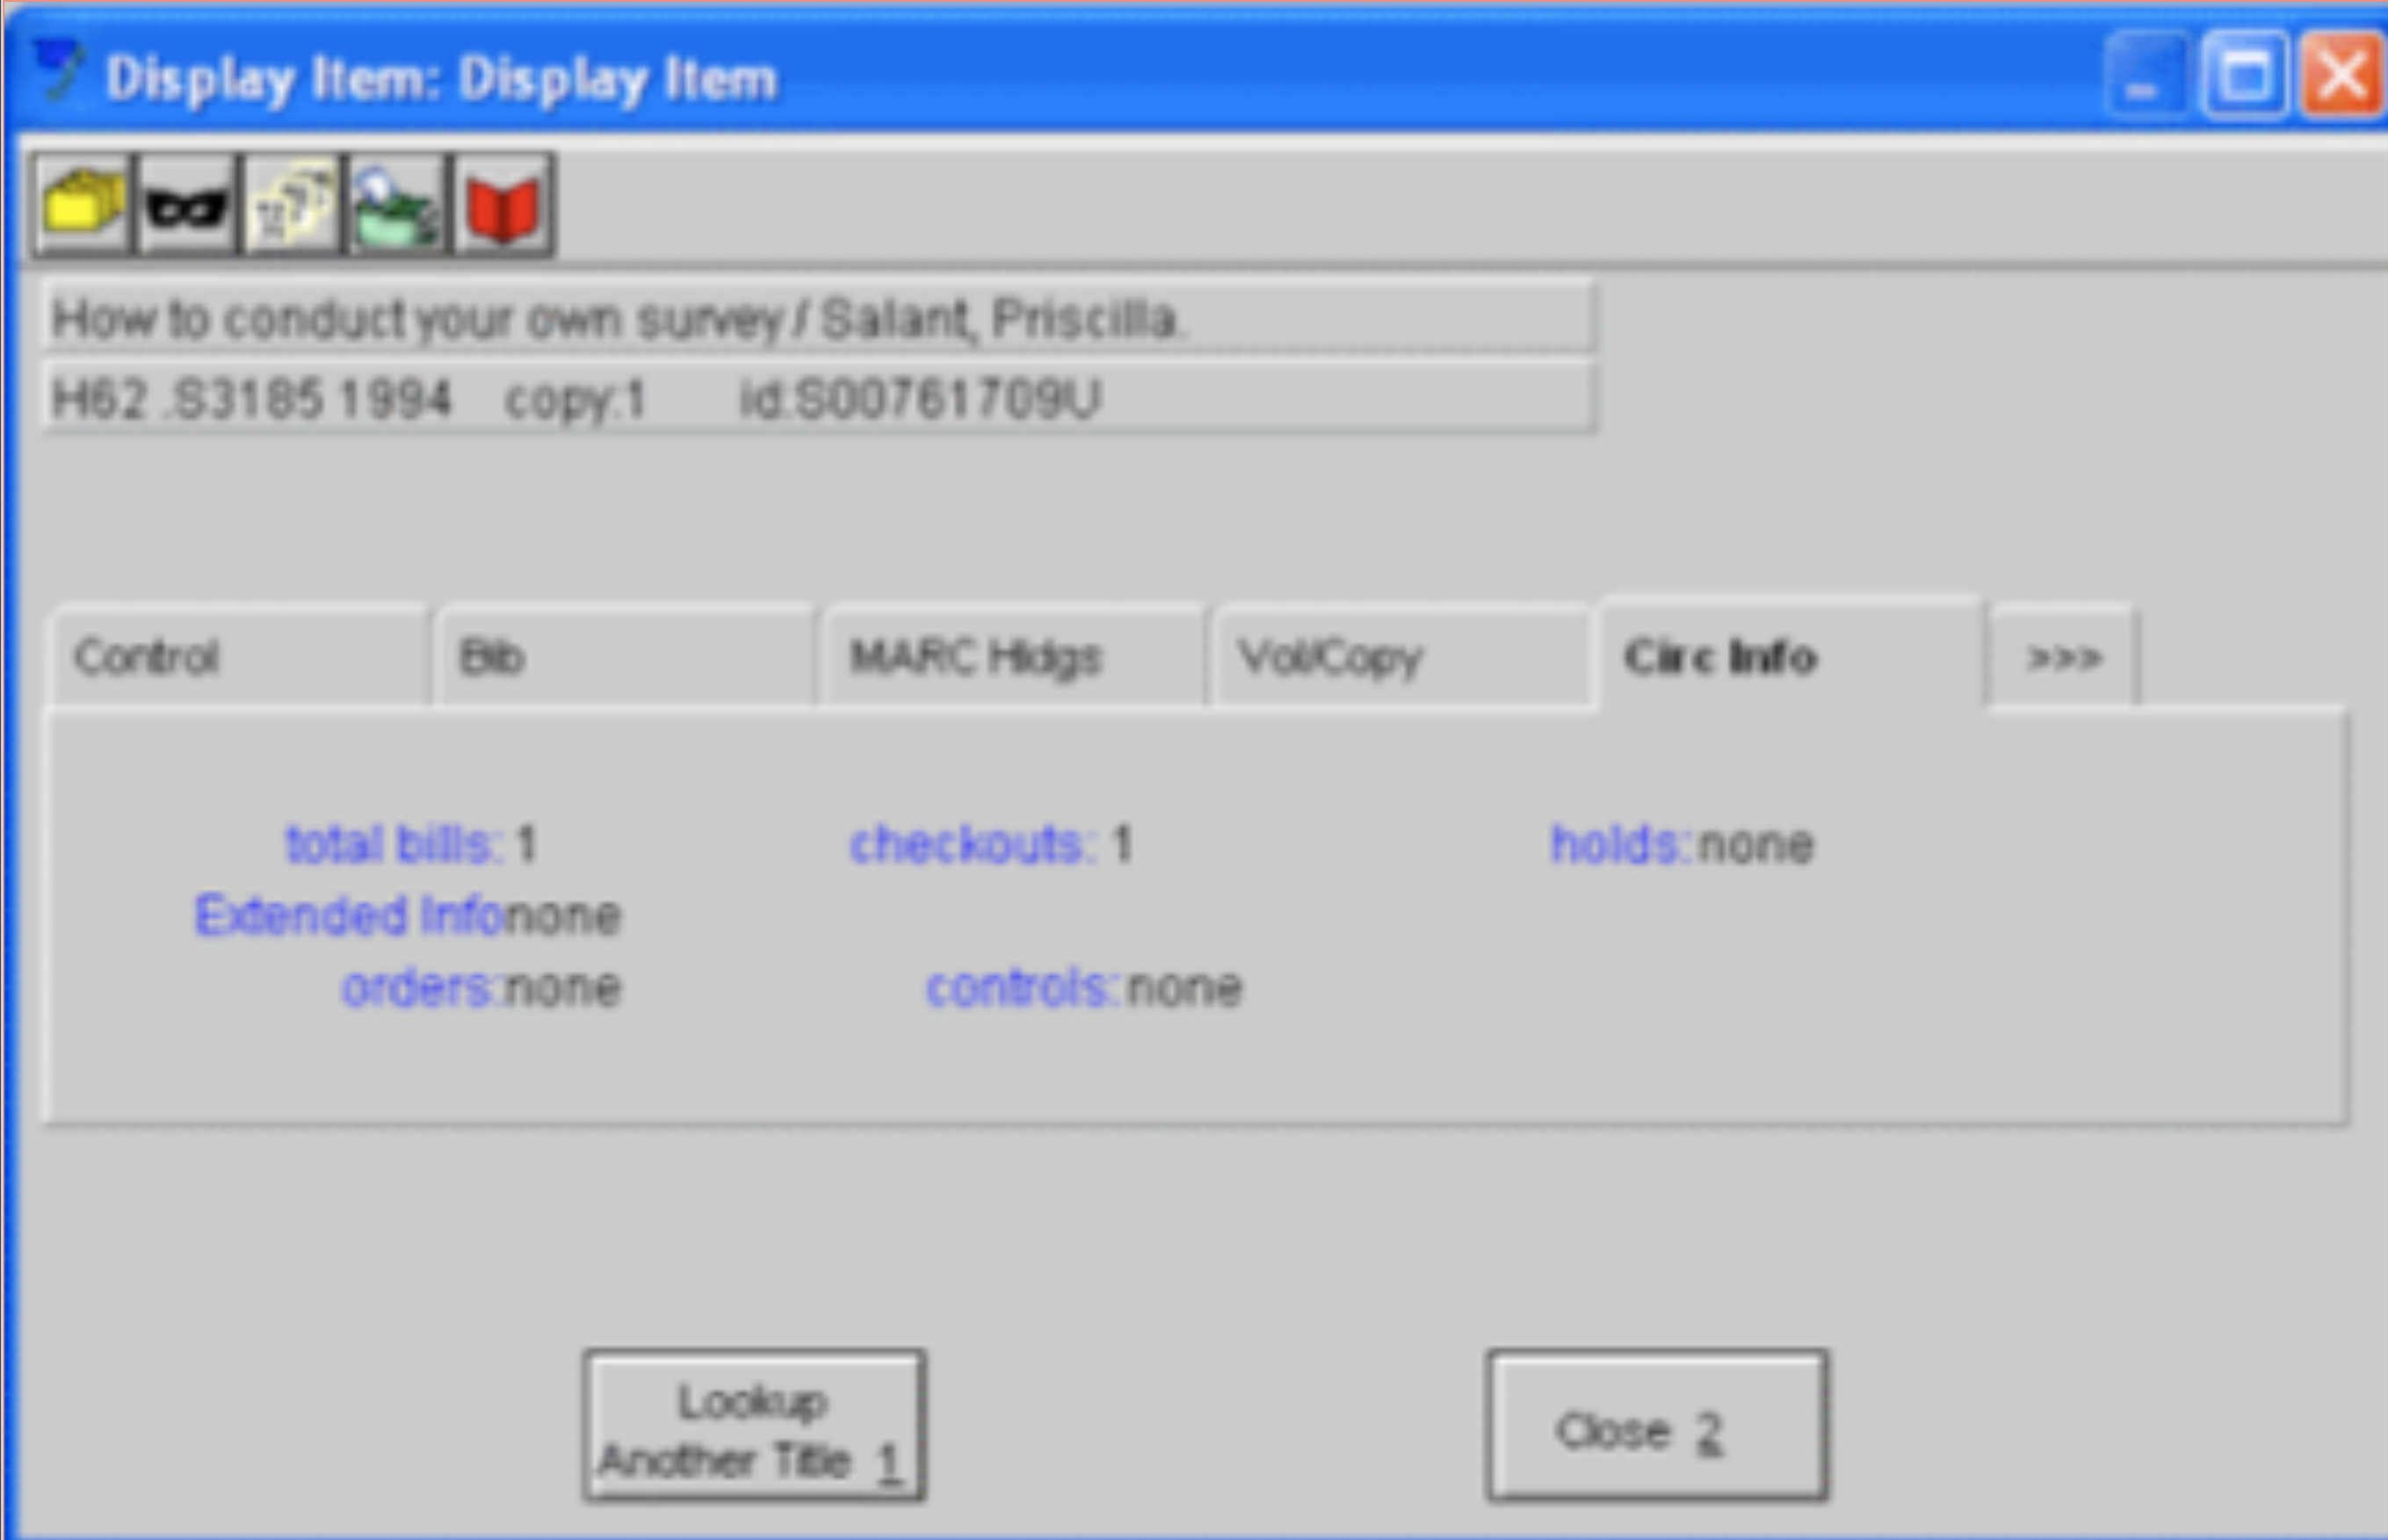 Display Item: Display Item
How to conduct your own survey / Salant, Priscilla.
H62 .S3185 1994 copy:1 id:S00761709U
Control Bib MARC Hldgs Vol/Copy Circ Info >>>
total bills: 1 checkouts: 1 holds: none
Extended Info none
orders: none controls: none
Lookup
Another Title 1
Close 2